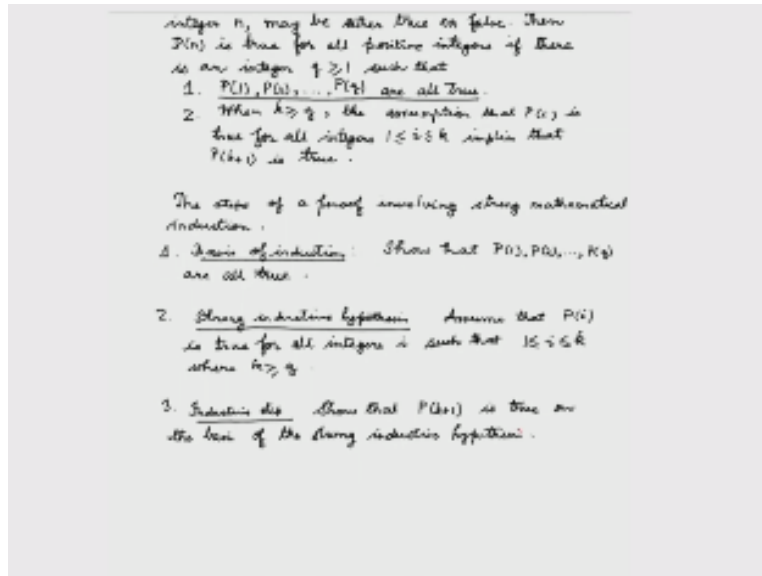 integer n, may be either true or false. Then
P(n) is true for all positive integers if there
is an integer q ≥ 1 such that
1. P(1), P(2), ..., P(q) are all true.
2. When k ≥ q, the assumption that P(i) is
true for all integers 1 ≤ i ≤ k implies that
P(k+1) is true.
The steps of a proof involving strong mathematical
induction.
1. Basis of induction: Show that P(1), P(2), ..., P(q)
are all true.
2. Strong inductive hypothesis Assume that P(i)
is true for all integers i such that 1 ≤ i ≤ k
where k ≥ q
3. Inductive step Show that P(k+1) is true on
the basis of the strong induction hypothesis.